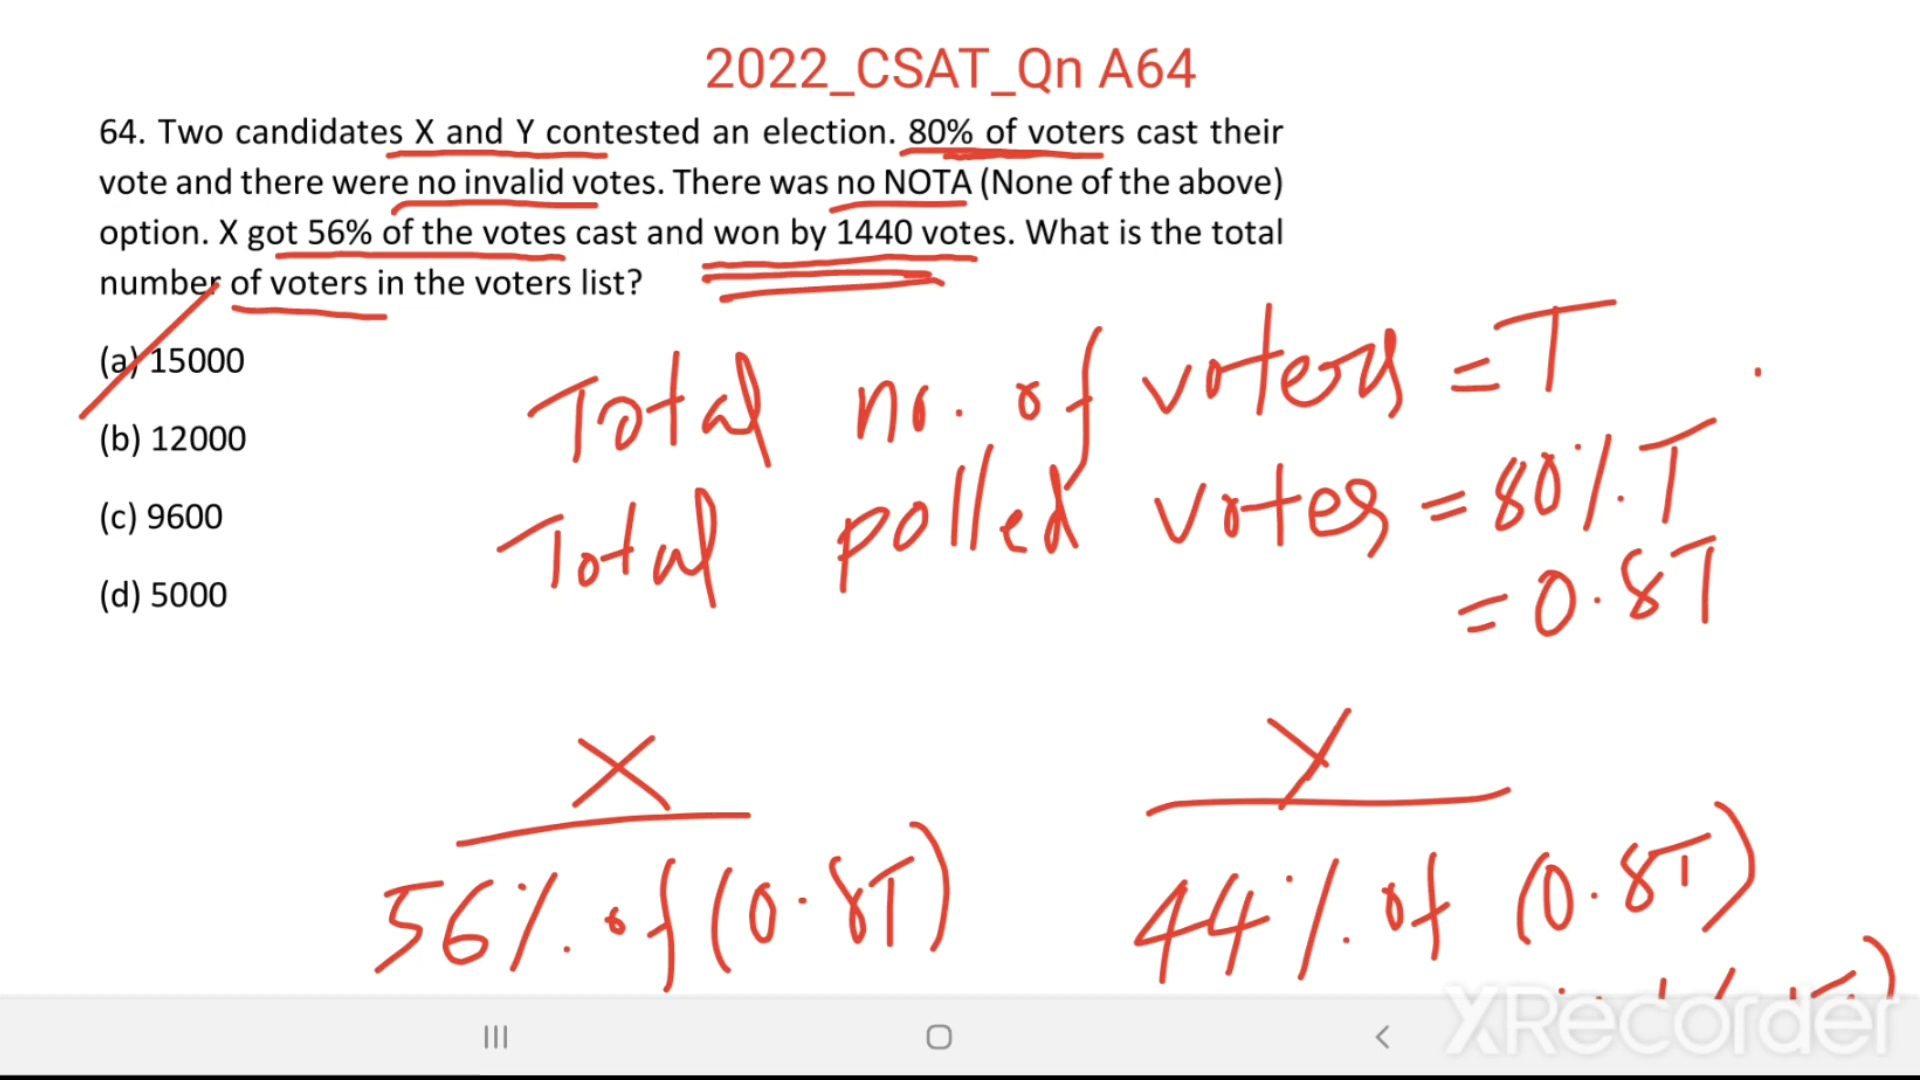 2022_CSAT_Qn A64
64. Two candidates X and Y contested an election. 80% of voters cast their
vote and there were no invalid votes. There was no NOTA (None of the above)
option. X got 56% of the votes cast and won by 1440 votes. What is the total
number of voters in the voters list?
(a) 15000
(b) 12000
(c) 9600
(d) 5000
Total no. of voters = T
Total polled votes = 80% T
= 0.8T
X
Y
56% of (0.8T)
44% of (0.8T)
XRecorder